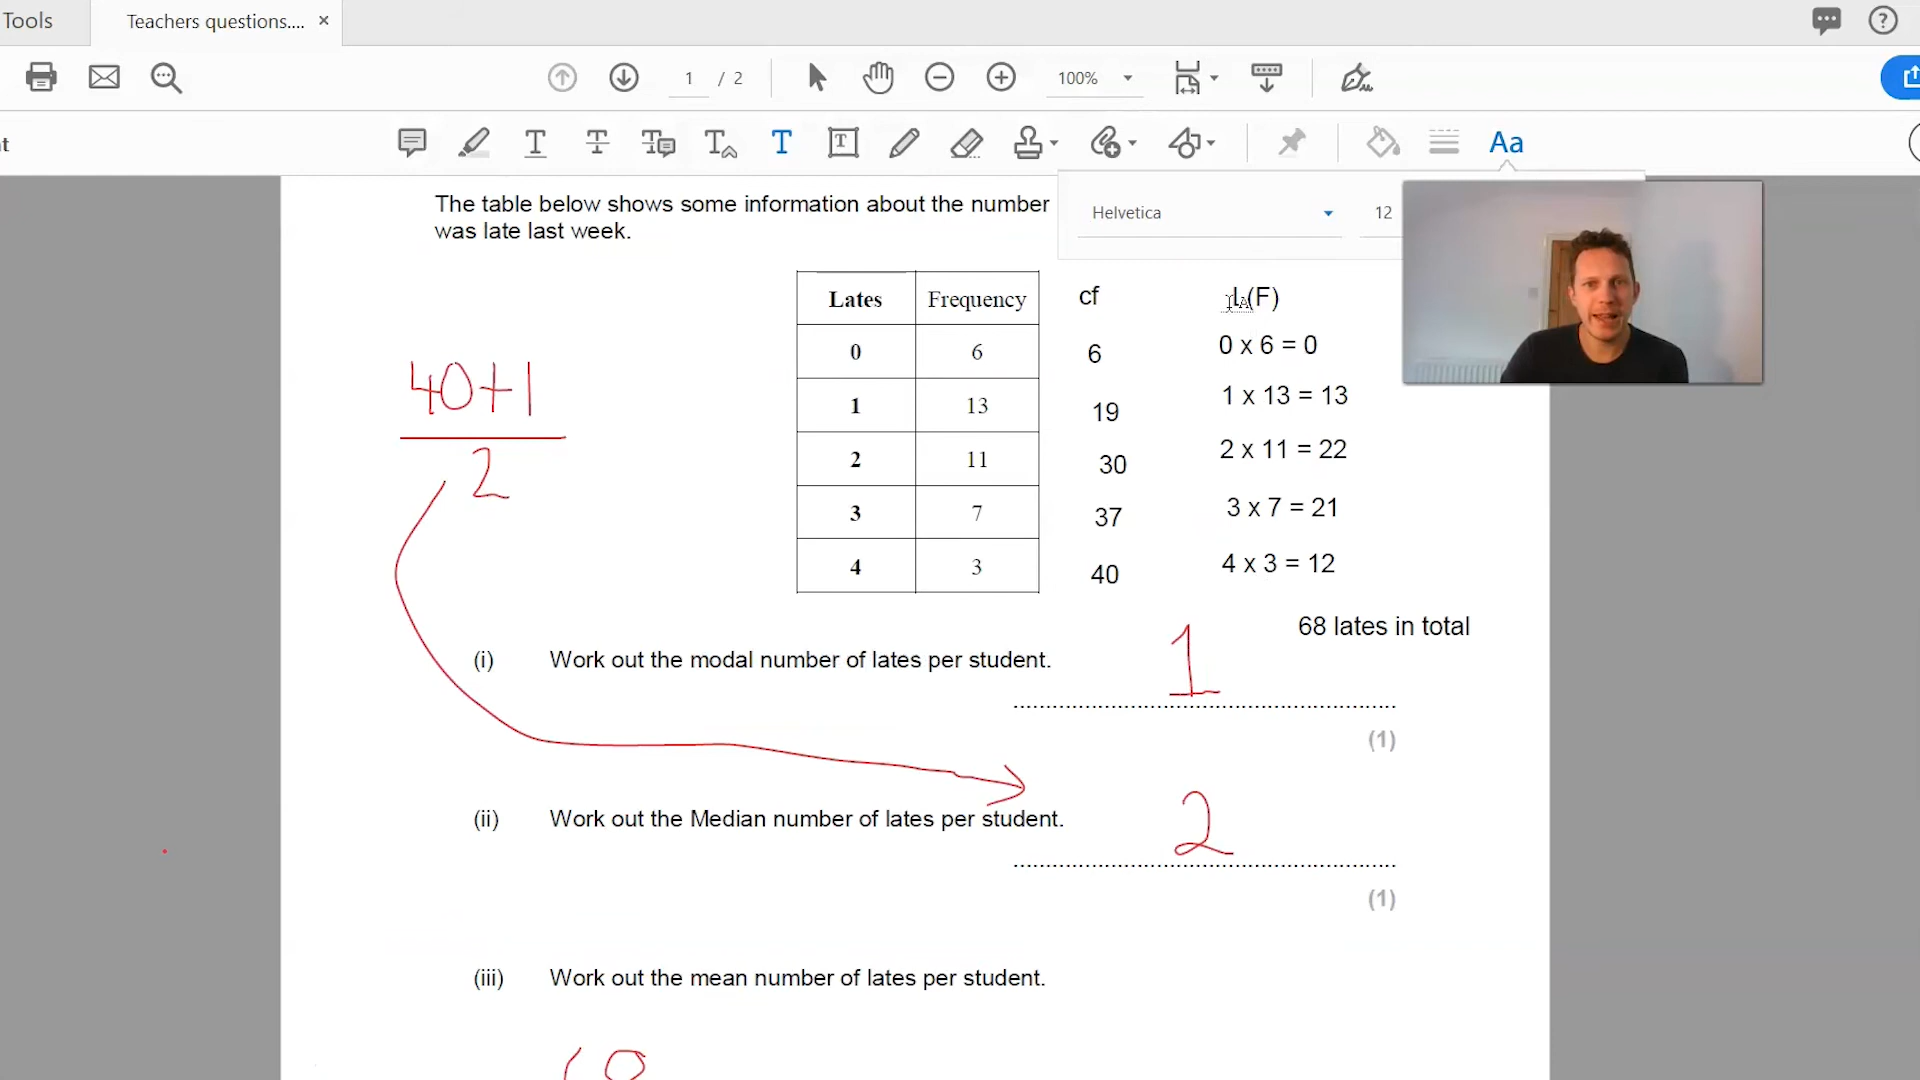 Tools
Teachers questions.... ×
1 / 2
100%
Aa
Helvetica
12
The table below shows some information about the number
was late last week.
Lates Frequency cf L(F)
0 6 6 0 x 6 = 0
1 13 19 1 x 13 = 13
2 11 30 2 x 11 = 22
3 7 37 3 x 7 = 21
4 3 40 4 x 3 = 12
40+1
2
68 lates in total
(i) Work out the modal number of lates per student.
1
(1)
(ii) Work out the Median number of lates per student.
2
(1)
(iii) Work out the mean number of lates per student.